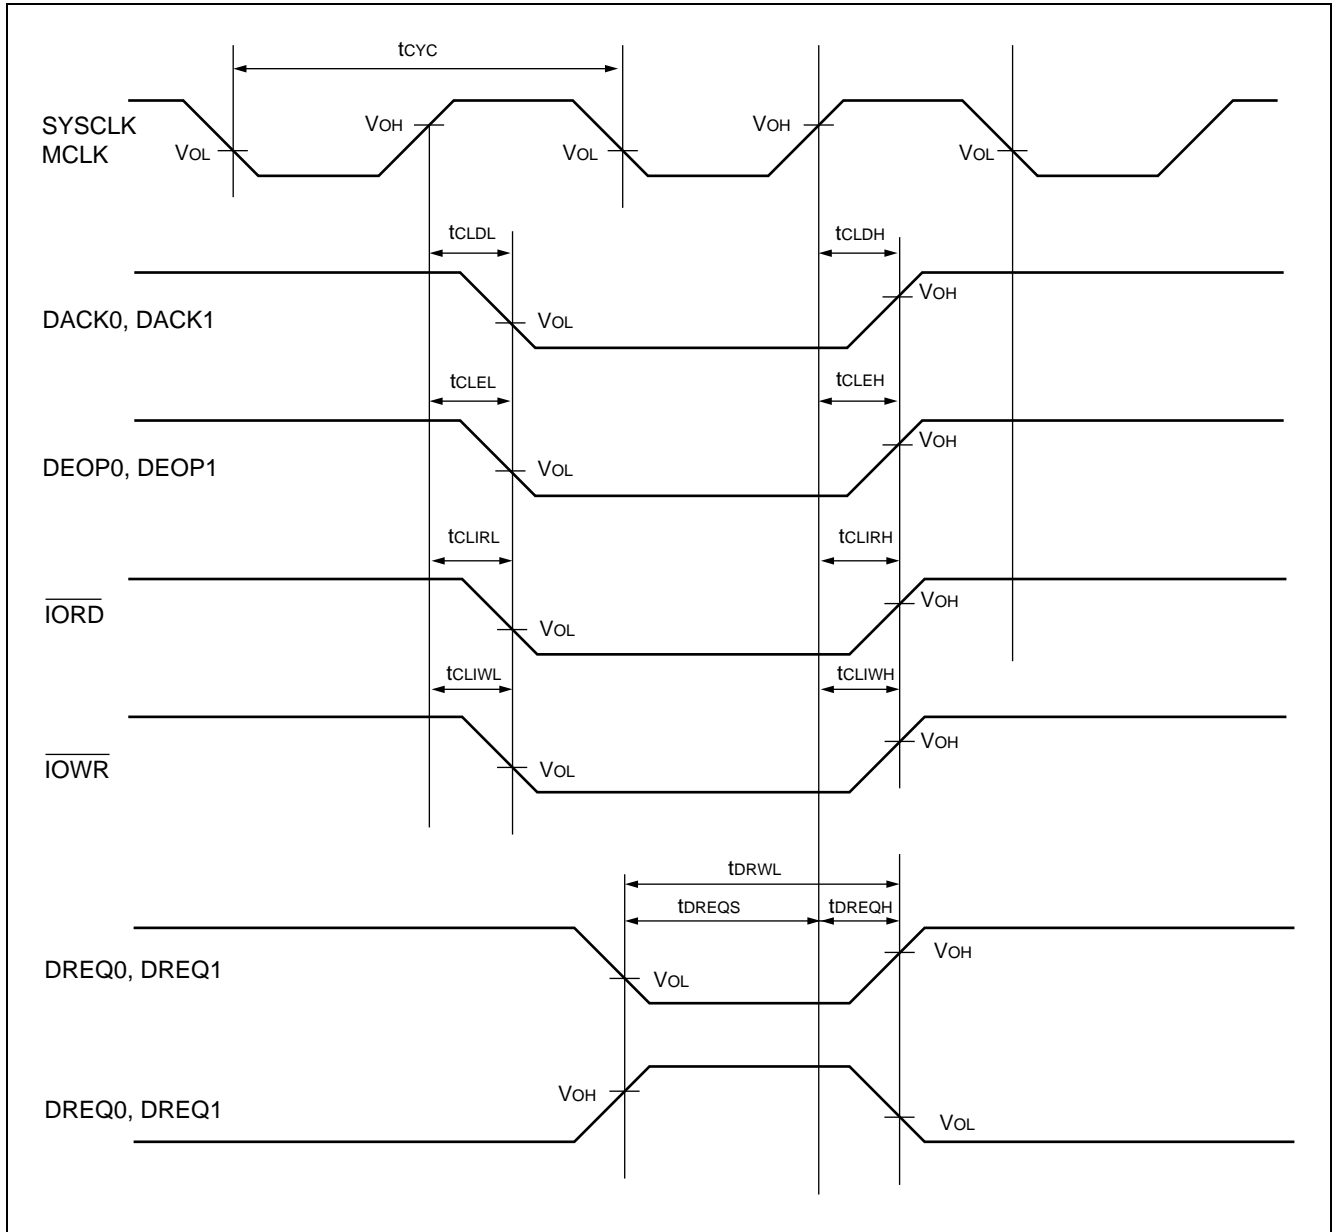 tCYC
SYSCLK
MCLK
VOL
VOH
VOL
VOH
VOL
tCLDL
tCLDH
DACK0, DACK1
VOL
VOH
tCLEL
tCLEH
DEOP0, DEOP1
VOL
VOH
tCLIRL
tCLIRH
IORD
VOL
VOH
tCLIWL
tCLIWH
IOWR
VOL
VOH
tDRWL
tDREQS
tDREQH
DREQ0, DREQ1
VOL
VOH
DREQ0, DREQ1
VOH
VOL